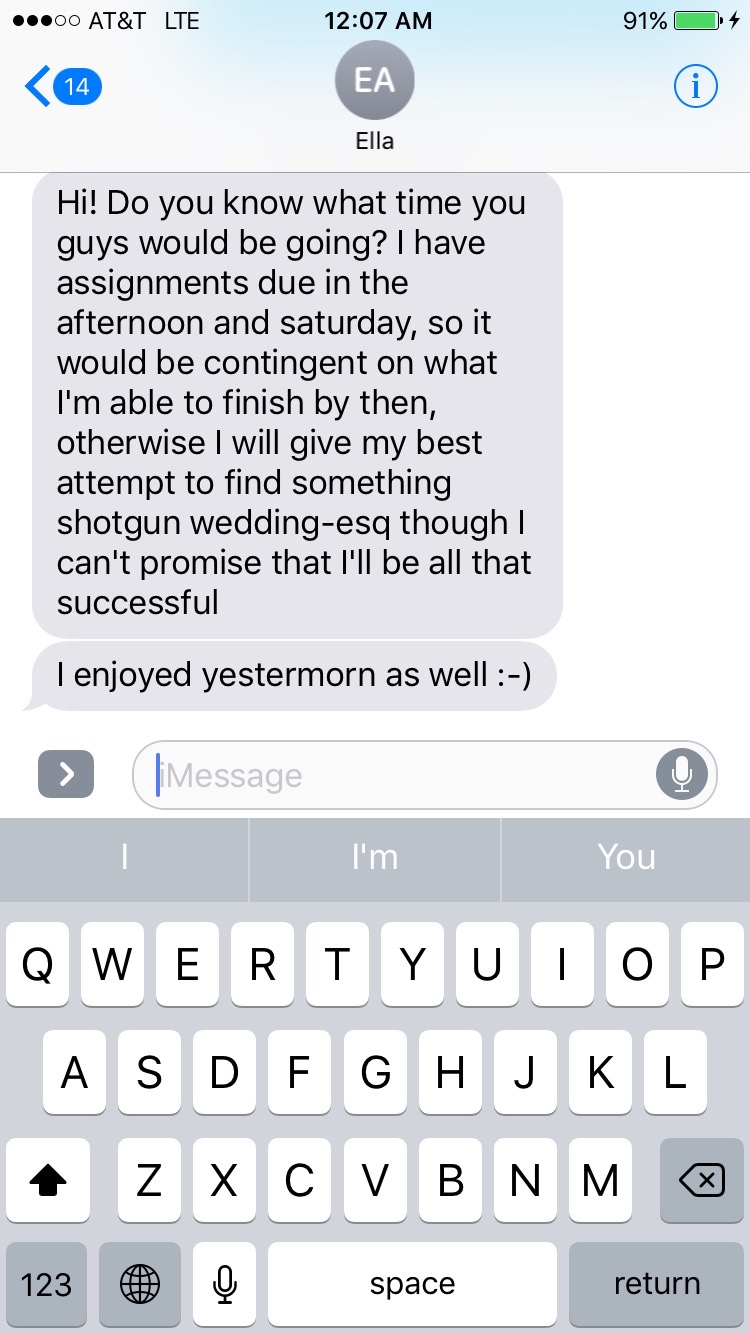 AT&T LTE 12:07 AM 91%
14 EA
Ella
Hi! Do you know what time you
guys would be going? I have
assignments due in the
afternoon and saturday, so it
would be contingent on what
I'm able to finish by then,
otherwise I will give my best
attempt to find something
shotgun wedding-esq though I
can't promise that I'll be all that
successful
I enjoyed yestermorn as well :-)
iMessage
I I'm You
Q W E R T Y U I O P
A S D F G H J K L
Z X C V B N M
123 space return